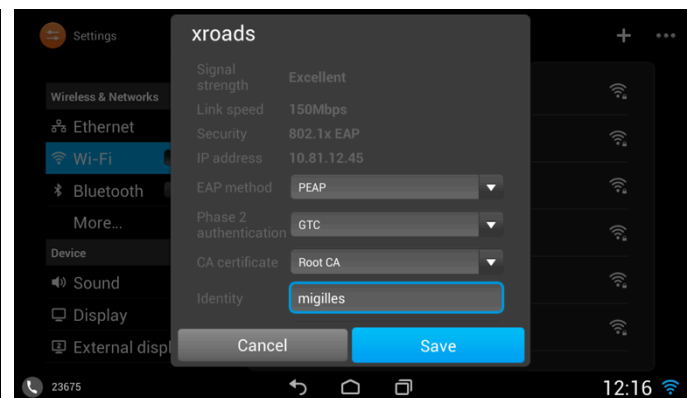 Settings
Wireless & Networks
Ethernet
Wi-Fi
Bluetooth
More...
Device
Sound
Display
External displ
xroads
Signal strength
Excellent
Link speed
150Mbps
Security
802.1x EAP
IP address
10.81.12.45
EAP method
PEAP
Phase 2 authentication
GTC
CA certificate
Root CA
Identity
migilles
Cancel
Save
23675
12:16